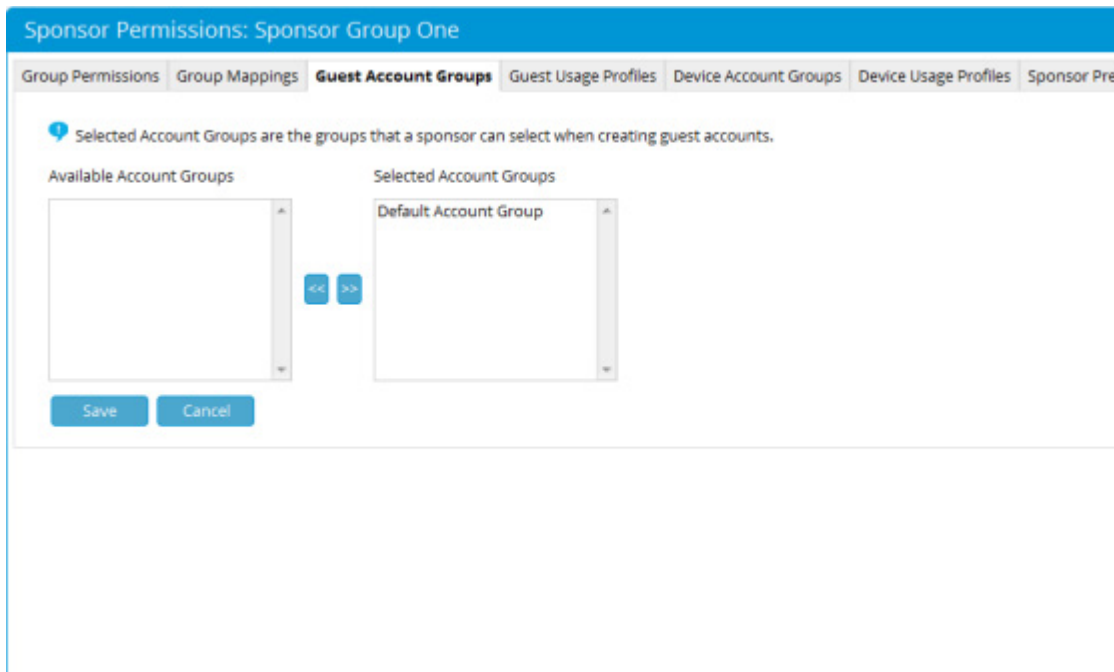 Sponsor Permissions: Sponsor Group One
Group Permissions Group Mappings Guest Account Groups Guest Usage Profiles Device Account Groups Device Usage Profiles Sponsor Pre
Selected Account Groups are the groups that a sponsor can select when creating guest accounts.
Available Account Groups Selected Account Groups
Default Account Group
<< >>
Save Cancel